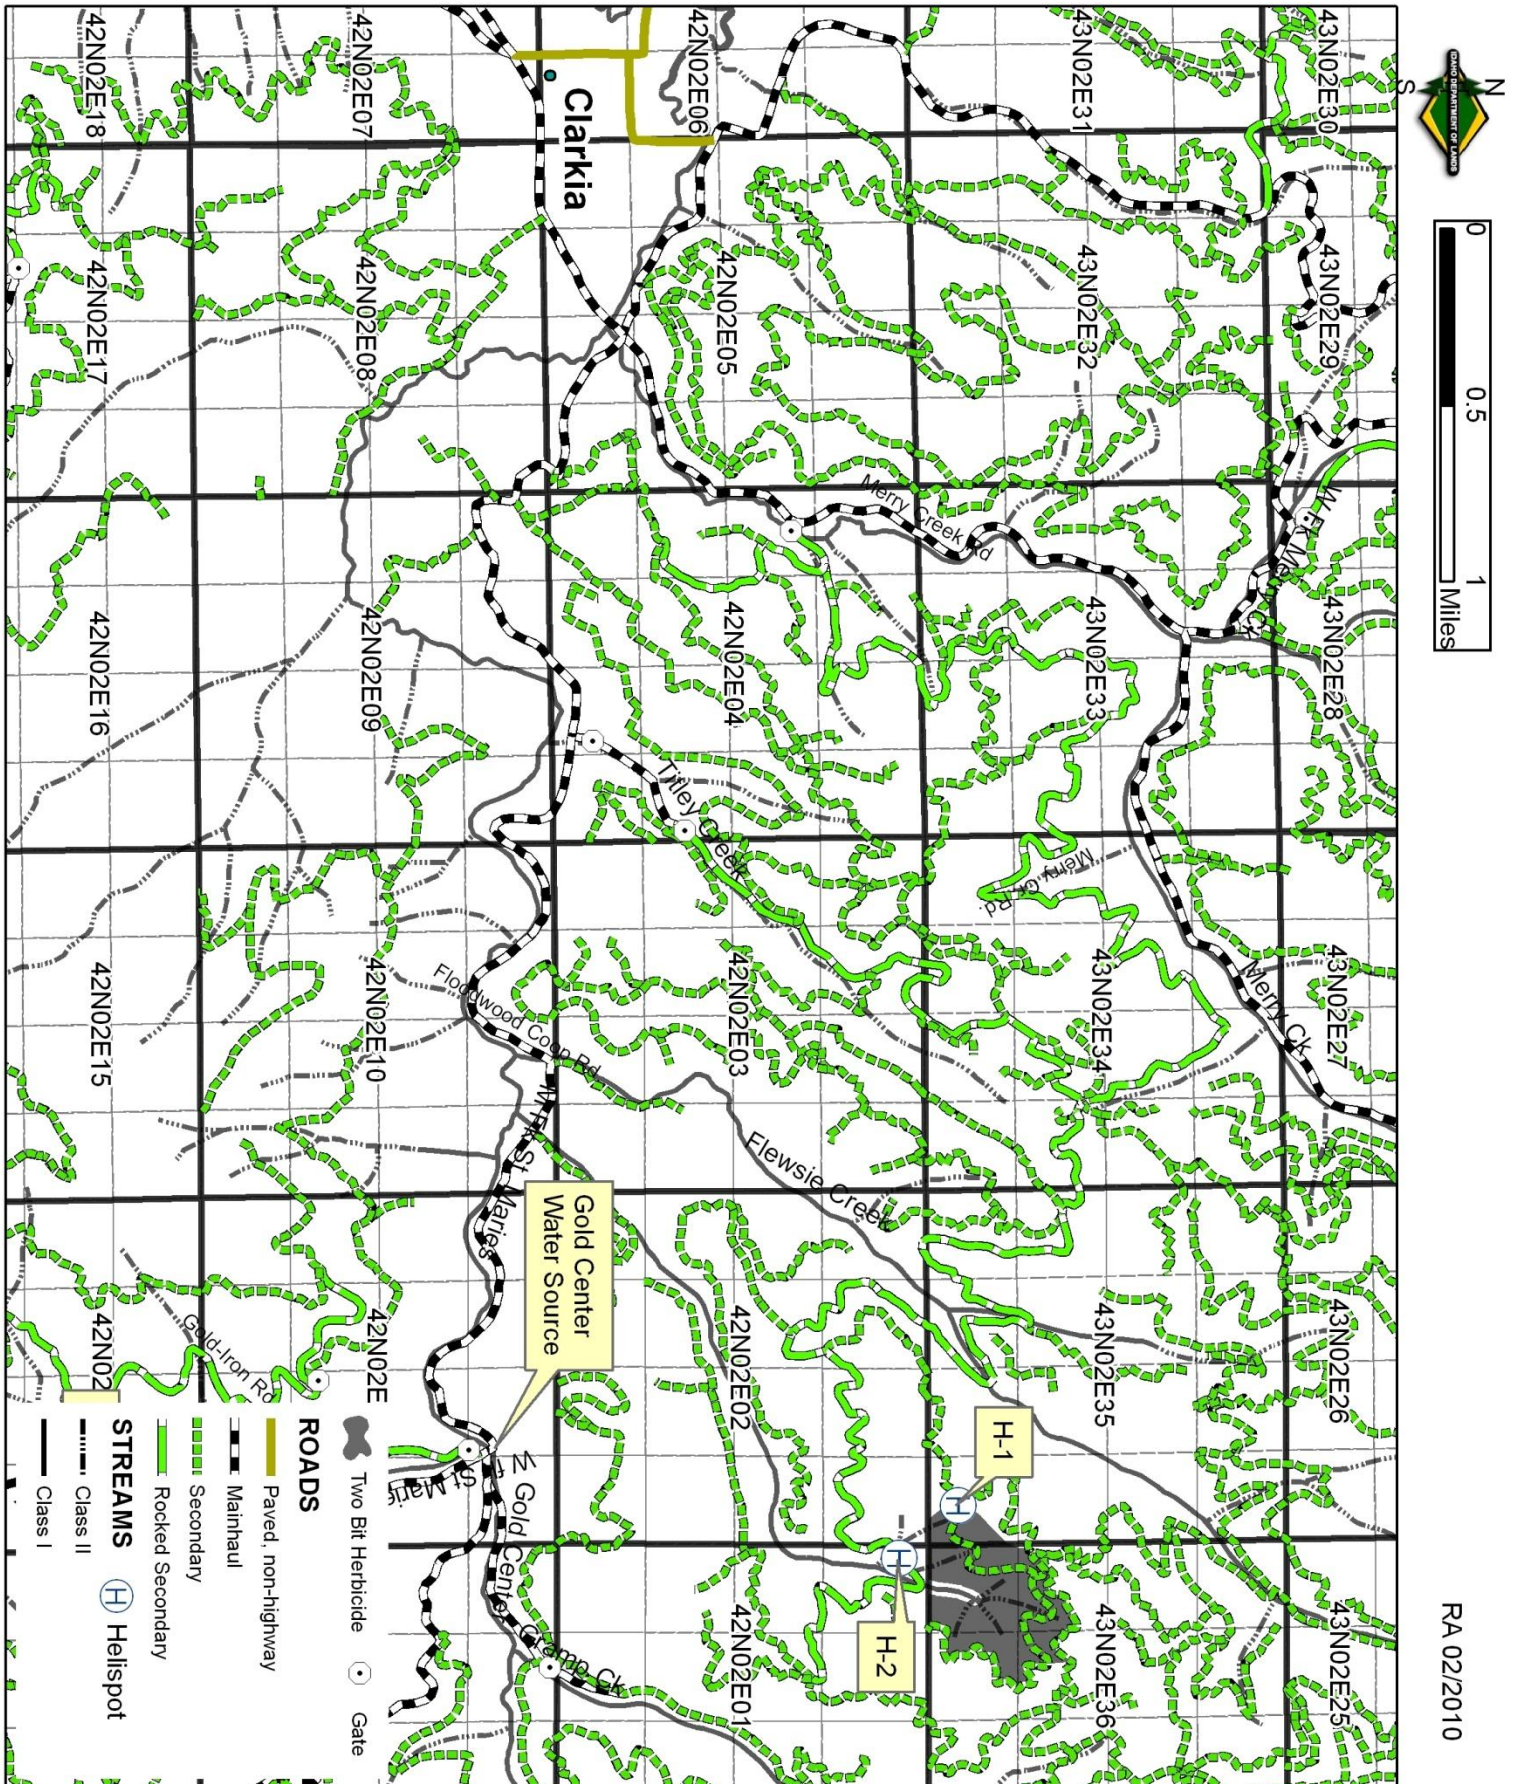 N
S
IDAHO DEPARTMENT OF LANDS
0
0.5
1
Miles
RA 02/2010
43N02E30
43N02E29
43N02E28
43N02E27
43N02E26
43N02E25
43N02E31
43N02E32
43N02E33
43N02E34
43N02E35
43N02E36
42N02E06
42N02E05
42N02E04
42N02E03
42N02E02
42N02E01
42N02E07
42N02E08
42N02E09
42N02E10
42N02E
42N02E18
42N02E17
42N02E16
42N02E15
42N02
Clarkia
Merry Creek Rd
W Fk Merry Ck
Merry Cr Rd
Merry Ck
Titley Creek
Flewsie Creek
Floodwood Coop Rd
M Fk St Maries
Gold Center
Water Source
H-1
H-2
W Gold Center
St Marie
Cramp Ck
Gold-Iron Rd
Two Bit Herbicide
Gate
ROADS
Paved, non-highway
Mainhaul
Secondary
Rocked Secondary
STREAMS
Class II
Class I
H Helispot
H
H